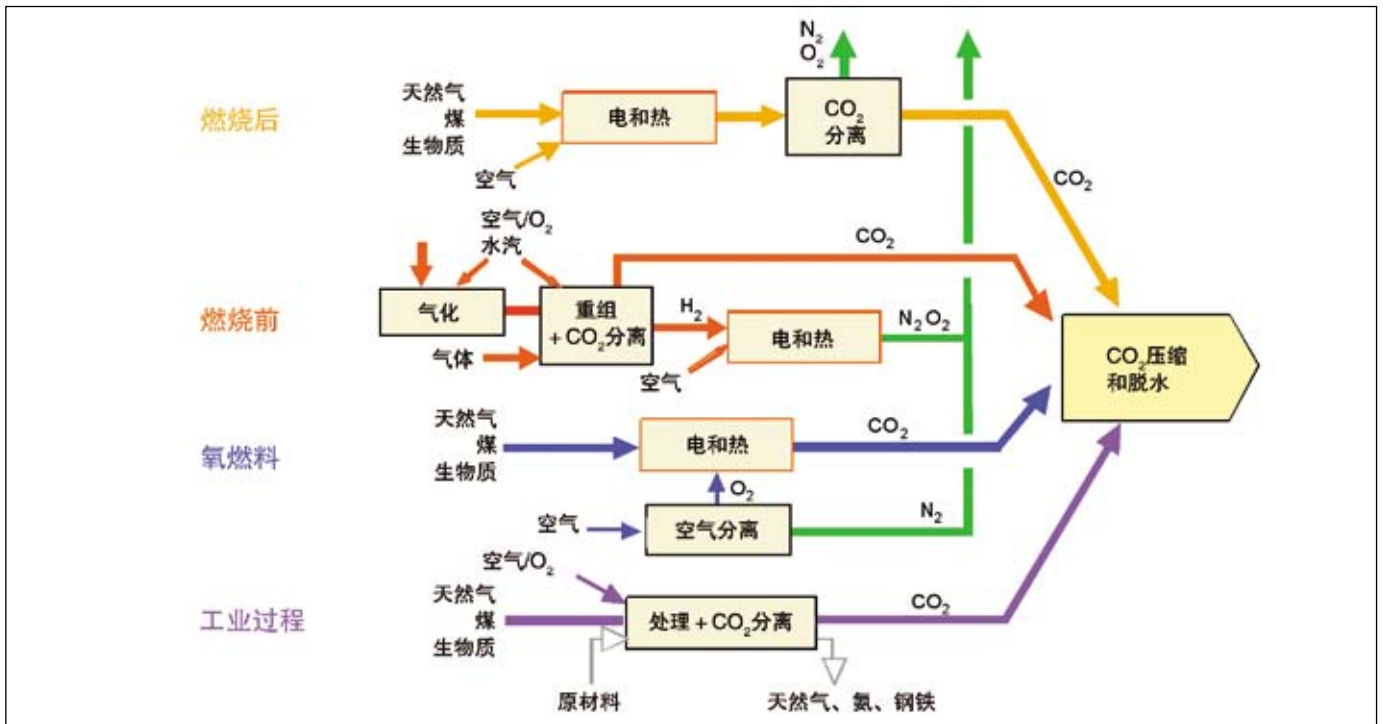 燃烧后
天然气
煤
生物质
空气
电和热
CO₂
分离
N₂
O₂
CO₂
燃烧前
空气/O₂
水汽
气化
气体
重组
+CO₂分离
H₂
空气
电和热
N₂O₂
CO₂
CO₂压缩
和脱水
氧燃料
天然气
煤
生物质
电和热
CO₂
O₂
空气
空气分离
N₂
工业过程
空气/O₂
天然气
煤
生物质
处理+CO₂分离
CO₂
原材料
天然气、氨、钢铁